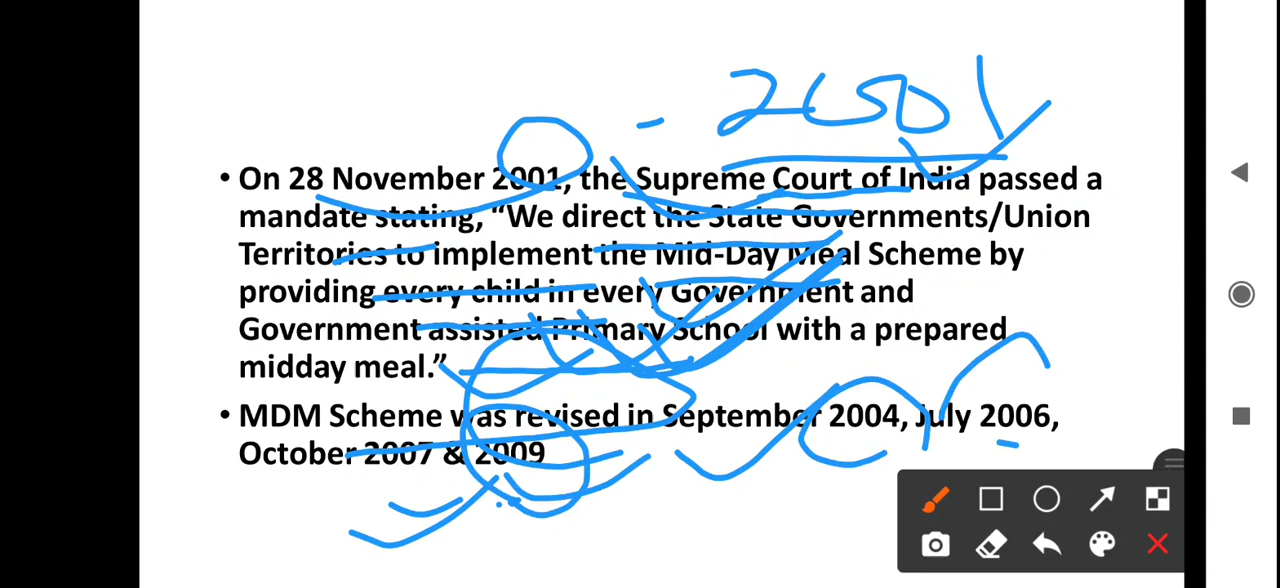 - 2001
• On 28 November 2001, the Supreme Court of India passed a
mandate stating, “We direct the State Governments/Union
Territories to implement the Mid-Day Meal Scheme by
providing every child in every Government and
Government assisted Primary School with a prepared
midday meal.”
• MDM Scheme was revised in September 2004, July 2006,
October 2007 & 2009